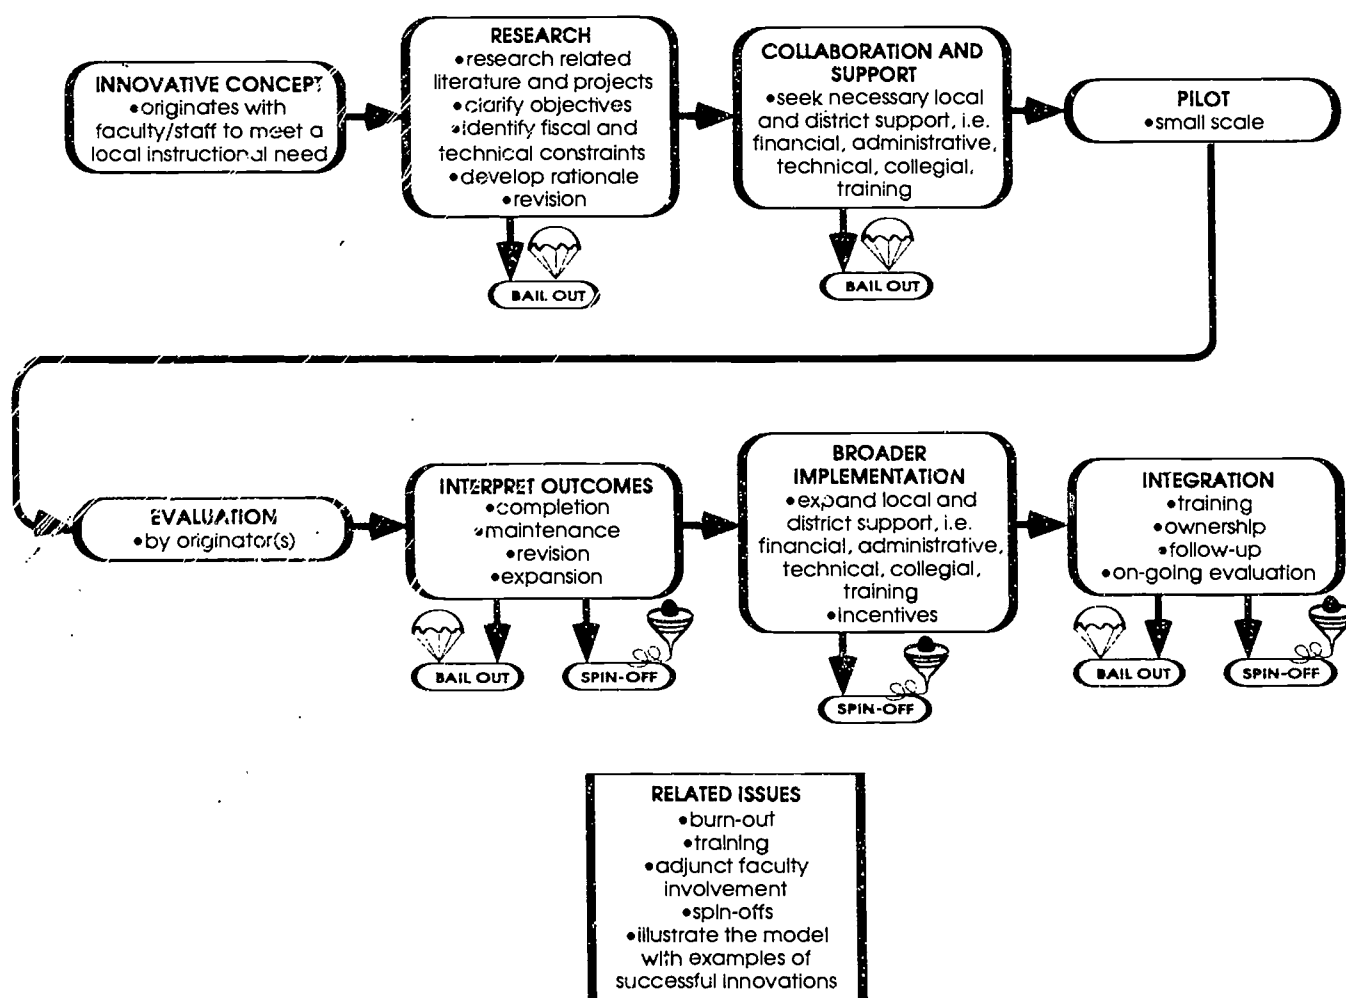 INNOVATIVE CONCEPT
•originates with
faculty/staff to meet a
local instructional need
RESEARCH
•research related
literature and projects
•clarify objectives
•identify fiscal and
technical constraints
•develop rationale
•revision
BAIL OUT
COLLABORATION AND
SUPPORT
•seek necessary local
and district support, i.e.
financial, administrative,
technical, collegial,
training
BAIL OUT
PILOT
•small scale
EVALUATION
•by originator(s)
INTERPRET OUTCOMES
•completion
•maintenance
•revision
•expansion
BAIL OUT
SPIN-OFF
BROADER
IMPLEMENTATION
•expand local and
district support, i.e.
financial, administrative,
technical, collegial,
training
•incentives
SPIN-OFF
INTEGRATION
•training
•ownership
•follow-up
•on-going evaluation
BAIL OUT
SPIN-OFF
RELATED ISSUES
•burn-out
•training
•adjunct faculty
involvement
•spin-offs
•illustrate the model
with examples of
successful innovations